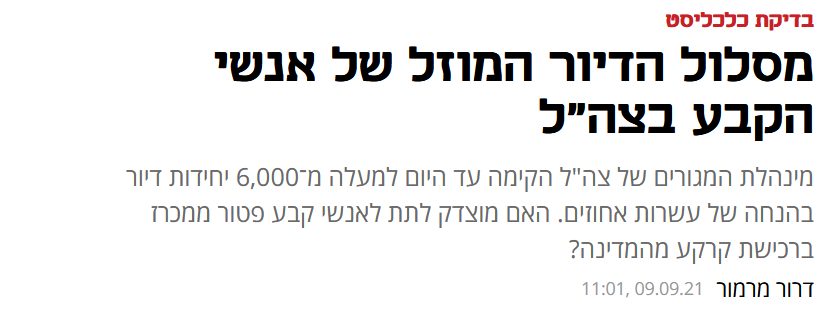 בדיקת כלכליסט
מסלול הדיור המוזל של אנשי
הקבע בצה"ל
מינהלת המגורים של צה"ל הקימה עד היום למעלה מ־6,000 יחידות דיור
בהנחה של עשרות אחוזים. האם מוצדק לתת לאנשי קבע פטור ממכרז
ברכישת קרקע מהמדינה?
דרור מרמור 11:01, 09.09.21